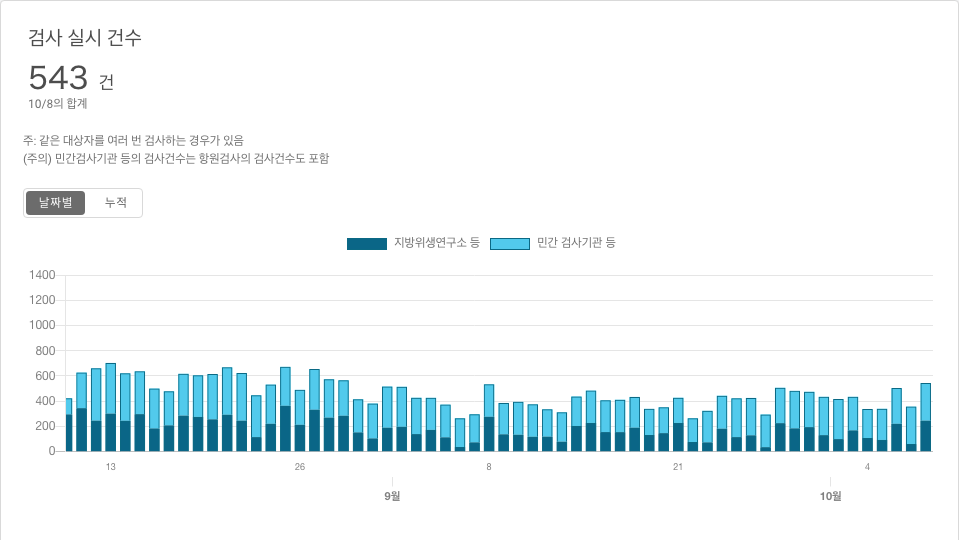 검사 실시 건수
543 건
10/8의 합계
주: 같은 대상자를 여러 번 검사하는 경우가 있음
(주의) 민간검사기관 등의 검사건수는 항원검사의 검사건수도 포함
날짜별 누적
지방위생연구소 등 민간 검사기관 등
1400
1200
1000
800
600
400
200
0
13 26 8 21 4
9월 10월